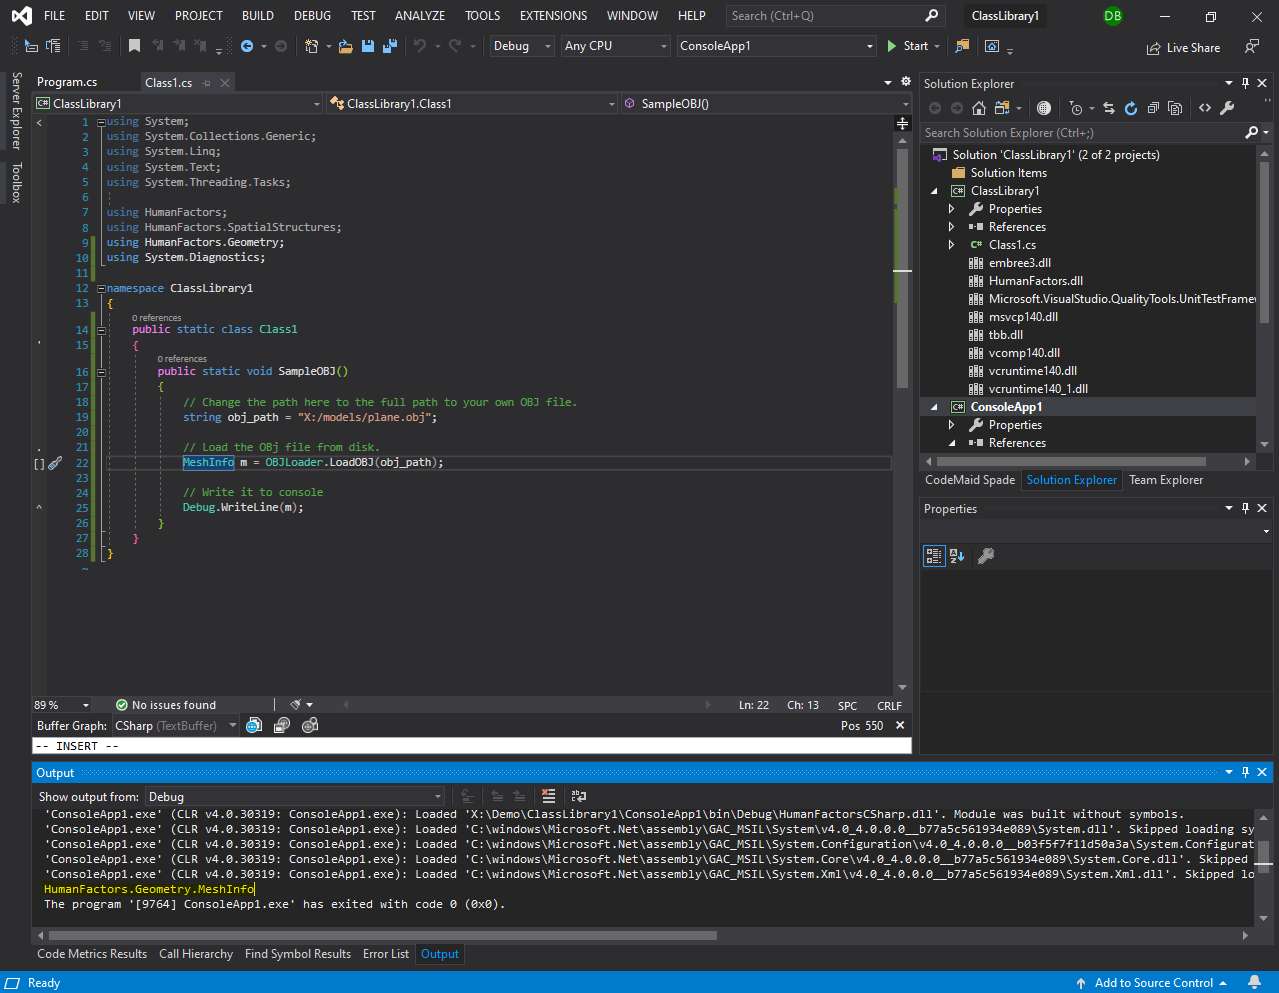 FILE EDIT VIEW PROJECT BUILD DEBUG TEST ANALYZE TOOLS EXTENSIONS WINDOW HELP Search (Ctrl+Q) ClassLibrary1 DB
Debug Any CPU ConsoleApp1 Start Live Share
Server Explorer
Toolbox
Program.cs Class1.cs
C# ClassLibrary1 ClassLibrary1.Class1 SampleOBJ()
1 using System;
2 using System.Collections.Generic;
3 using System.Linq;
4 using System.Text;
5 using System.Threading.Tasks;
6
7 using HumanFactors;
8 using HumanFactors.SpatialStructures;
9 using HumanFactors.Geometry;
10 using System.Diagnostics;
11
12 namespace ClassLibrary1
13 {
0 references
14 public static class Class1
15 {
0 references
16 public static void SampleOBJ()
17 {
18 // Change the path here to the full path to your own OBJ file.
19 string obj_path = "X:/models/plane.obj";
20
21 // Load the OBj file from disk.
22 MeshInfo m = OBJLoader.LoadOBJ(obj_path);
23
24 // Write it to console
25 Debug.WriteLine(m);
26 }
27 }
28 }
~
89 % No issues found Ln: 22 Ch: 13 SPC CRLF
Buffer Graph: CSharp (TextBuffer) Pos 550
-- INSERT --
Solution Explorer
Search Solution Explorer (Ctrl+;)
Solution 'ClassLibrary1' (2 of 2 projects)
Solution Items
C# ClassLibrary1
Properties
References
C# Class1.cs
embree3.dll
HumanFactors.dll
Microsoft.VisualStudio.QualityTools.UnitTestFramew
msvcp140.dll
tbb.dll
vcomp140.dll
vcruntime140.dll
vcruntime140_1.dll
C# ConsoleApp1
Properties
References
CodeMaid Spade Solution Explorer Team Explorer
Properties
Output
Show output from: Debug
'ConsoleApp1.exe' (CLR v4.0.30319: ConsoleApp1.exe): Loaded 'X:\Demo\ClassLibrary1\ConsoleApp1\bin\Debug\HumanFactorsCSharp.dll'. Module was built without symbols.
'ConsoleApp1.exe' (CLR v4.0.30319: ConsoleApp1.exe): Loaded 'C:\windows\Microsoft.Net\assembly\GAC_MSIL\System\v4.0_4.0.0.0__b77a5c561934e089\System.dll'. Skipped loading sy
'ConsoleApp1.exe' (CLR v4.0.30319: ConsoleApp1.exe): Loaded 'C:\windows\Microsoft.Net\assembly\GAC_MSIL\System.Configuration\v4.0_4.0.0.0__b03f5f7f11d50a3a\System.Configurat
'ConsoleApp1.exe' (CLR v4.0.30319: ConsoleApp1.exe): Loaded 'C:\windows\Microsoft.Net\assembly\GAC_MSIL\System.Core\v4.0_4.0.0.0__b77a5c561934e089\System.Core.dll'. Skipped
'ConsoleApp1.exe' (CLR v4.0.30319: ConsoleApp1.exe): Loaded 'C:\windows\Microsoft.Net\assembly\GAC_MSIL\System.Xml\v4.0_4.0.0.0__b77a5c561934e089\System.Xml.dll'. Skipped lo
HumanFactors.Geometry.MeshInfo
The program '[9764] ConsoleApp1.exe' has exited with code 0 (0x0).
Code Metrics Results Call Hierarchy Find Symbol Results Error List Output
Ready Add to Source Control